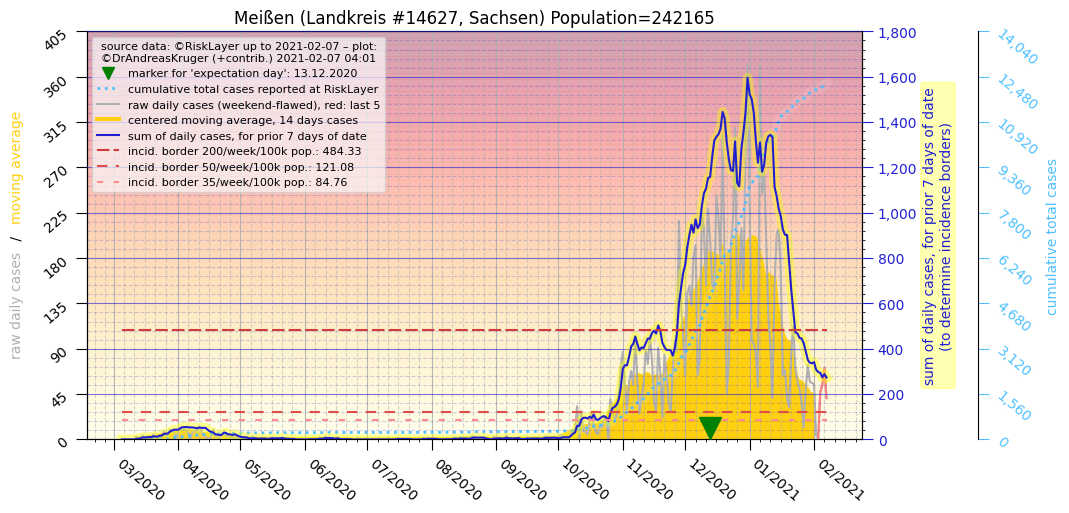 Meißen (Landkreis #14627, Sachsen) Population=242165
source data: ©RiskLayer up to 2021-02-07 – plot:
©DrAndreasKruger (+contrib.) 2021-02-07 04:01
marker for 'expectation day': 13.12.2020
cumulative total cases reported at RiskLayer
raw daily cases (weekend-flawed), red: last 5
centered moving average, 14 days cases
sum of daily cases, for prior 7 days of date
incid. border 200/week/100k pop.: 484.33
incid. border 50/week/100k pop.: 121.08
incid. border 35/week/100k pop.: 84.76
raw daily cases / moving average
405
360
315
270
225
180
135
90
45
0
03/2020
04/2020
05/2020
06/2020
07/2020
08/2020
09/2020
10/2020
11/2020
12/2020
01/2021
02/2021
1,800
1,600
1,400
1,200
1,000
800
600
400
200
0
sum of daily cases, for prior 7 days of date
(to determine incidence borders)
14,040
12,480
10,920
9,360
7,800
6,240
4,680
3,120
1,560
0
cumulative total cases